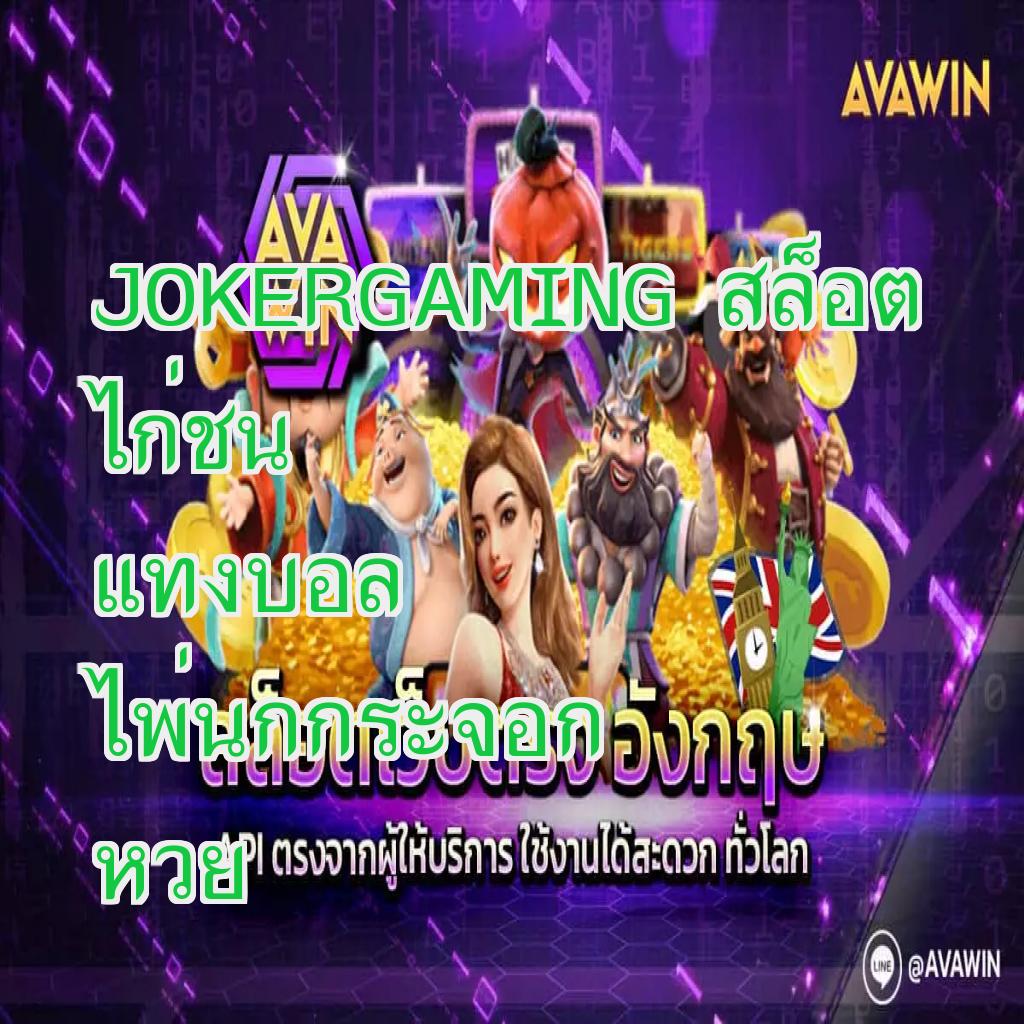 AVAWIN
AVA
WIN
TIGERS
JOKERGAMING สล็อต
ไก่ชน
แทงบอล
ไพ่นกกระจอก
อังกฤษ
หวย
API ตรงจากผู้ให้บริการ ใช้งานได้สะดวก ทั่วโลก
LINE @AVAWIN